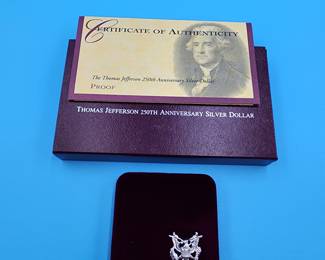 Certificate of Authenticity
The Thomas Jefferson 250th Anniversary Silver Dollar
Proof
Thomas Jefferson 250th Anniversary Silver Dollar